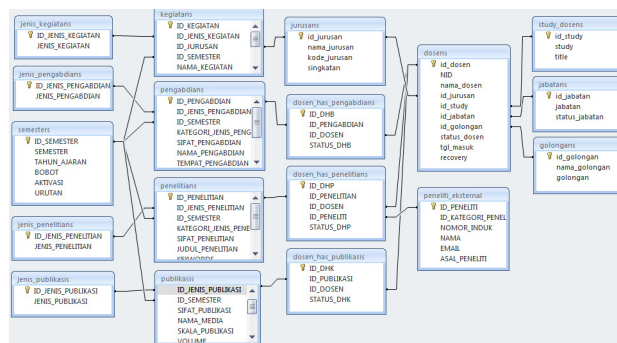 jenis_kegiatans
ID_JENIS_KEGIATAN
JENIS_KEGIATAN
jenis_pengabdians
ID_JENIS_PENGABDIAN
JENIS_PENGABDIAN
semesters
ID_SEMESTER
SEMESTER
TAHUN_AJARAN
BOBOT
AKTIVASI
URUTAN
jenis_penelitians
ID_JENIS_PENELITIAN
JENIS_PENELITIAN
jenis_publikasis
ID_JENIS_PUBLIKASI
JENIS_PUBLIKASI
kegiatans
ID_KEGIATAN
ID_JENIS_KEGIATAN
ID_JURUSAN
ID_SEMESTER
NAMA_KEGIATAN
pengabdians
ID_PENGABDIAN
ID_JENIS_PENGABDIAN
ID_SEMESTER
KATEGORI_JENIS_PENG
SIFAT_PENGABDIAN
NAMA_PENGABDIAN
TEMPAT_PENGABDIAN
penelitians
ID_PENELITIAN
ID_JENIS_PENELITIAN
ID_SEMESTER
KATEGORI_JENIS_PENE
SIFAT_PENELITIAN
JUDUL_PENELITIAN
KEYWORDS
publikasis
ID_JENIS_PUBLIKASI
ID_SEMESTER
SIFAT_PUBLIKASI
NAMA_MEDIA
SKALA_PUBLIKASI
VOLUME
jurusans
id_jurusan
nama_jurusan
kode_jurusan
singkatan
dosen_has_pengabdians
ID_DHB
ID_PENGABDIAN
ID_DOSEN
STATUS_DHB
dosen_has_penelitians
ID_DHP
ID_PENELITIAN
ID_DOSEN
ID_PENELITI
STATUS_DHP
dosen_has_publikasis
ID_DHK
ID_PUBLIKASI
ID_DOSEN
STATUS_DHK
dosens
id_dosen
NID
nama_dosen
id_jurusan
id_study
id_jabatan
id_golongan
status_dosen
tgl_masuk
recovery
peneliti_eksternal
ID_PENELITI
ID_KATEGORI_PENEL
NOMOR_INDUK
NAMA
EMAIL
ASAL_PENELITI
study_dosens
id_study
study
title
jabatans
id_jabatan
jabatan
status_jabatan
golongans
id_golongan
nama_golongan
golongan